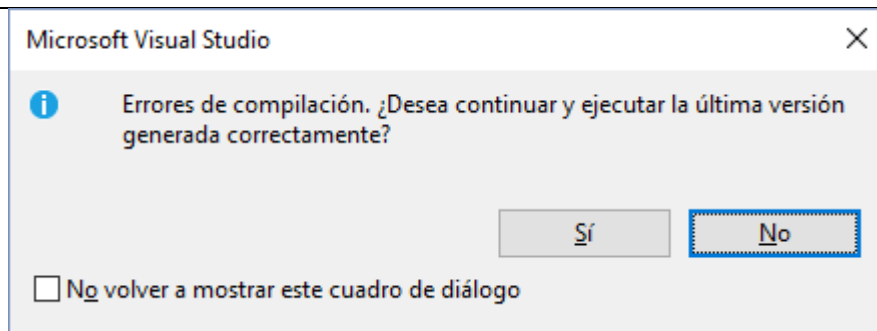 Microsoft Visual Studio
Errores de compilación. ¿Desea continuar y ejecutar la última versión
generada correctamente?
Sí
No
No volver a mostrar este cuadro de diálogo